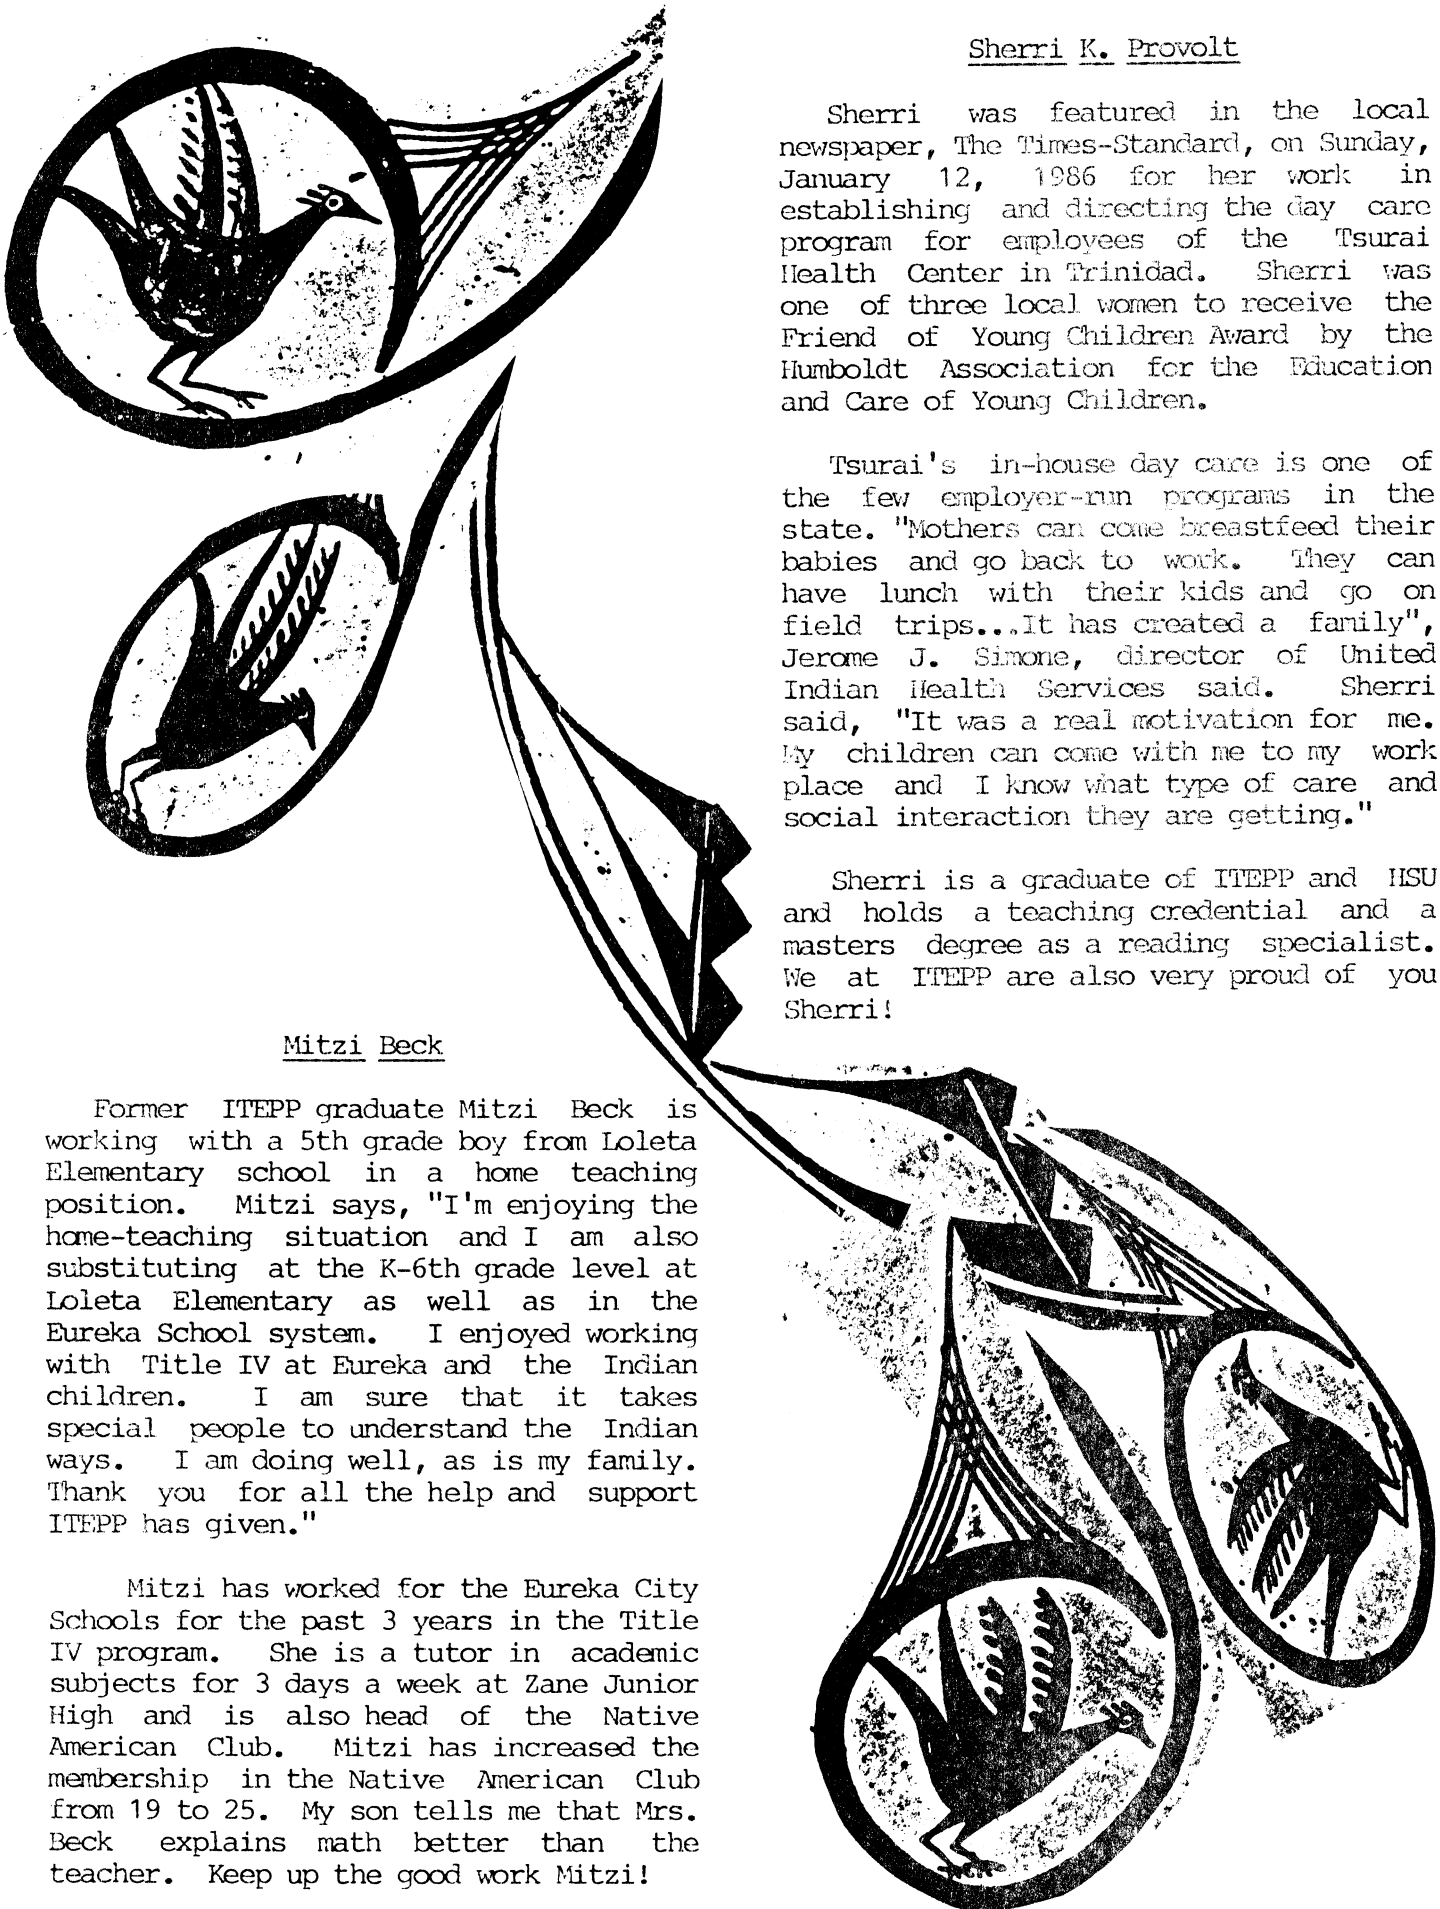 Sherri K. Provolt
Sherri was featured in the local
newspaper, The Times-Standard, on Sunday,
January 12, 1986 for her work in
establishing and directing the day care
program for employees of the Tsurai
Health Center in Trinidad. Sherri was
one of three local women to receive the
Friend of Young Children Award by the
Humboldt Association for the Education
and Care of Young Children.
Tsurai's in-house day care is one of
the few employer-run programs in the
state. "Mothers can come breastfeed their
babies and go back to work. They can
have lunch with their kids and go on
field trips...It has created a family",
Jerome J. Simone, director of United
Indian Health Services said. Sherri
said, "It was a real motivation for me.
My children can come with me to my work
place and I know what type of care and
social interaction they are getting."
Sherri is a graduate of ITEPP and HSU
and holds a teaching credential and a
masters degree as a reading specialist.
We at ITEPP are also very proud of you
Sherri!
Mitzi Beck
Former ITEPP graduate Mitzi Beck is
working with a 5th grade boy from Loleta
Elementary school in a home teaching
position. Mitzi says, "I'm enjoying the
home-teaching situation and I am also
substituting at the K-6th grade level at
Loleta Elementary as well as in the
Eureka School system. I enjoyed working
with Title IV at Eureka and the Indian
children. I am sure that it takes
special people to understand the Indian
ways. I am doing well, as is my family.
Thank you for all the help and support
ITEPP has given."
Mitzi has worked for the Eureka City
Schools for the past 3 years in the Title
IV program. She is a tutor in academic
subjects for 3 days a week at Zane Junior
High and is also head of the Native
American Club. Mitzi has increased the
membership in the Native American Club
from 19 to 25. My son tells me that Mrs.
Beck explains math better than the
teacher. Keep up the good work Mitzi!